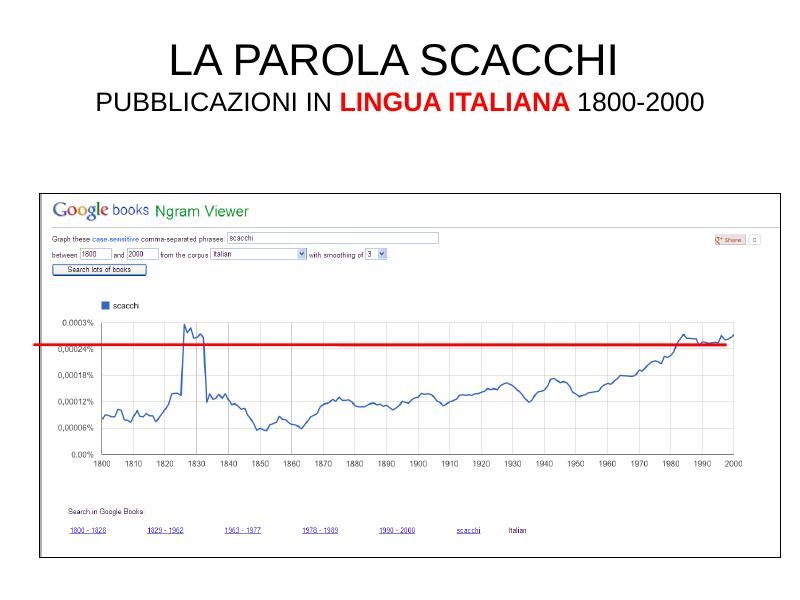 LA PAROLA SCACCHI
PUBBLICAZIONI IN LINGUA ITALIANA 1800-2000
Google books Ngram Viewer
Graph these case-sensitive comma-separated phrases: scacchi
between 1800 and 2000 from the corpus Italian with smoothing of 3 .
Search lots of books
Share 0
scacchi
0,0003%
0,00024%
0,00018%
0,00012%
0,00006%
0,00%
1800 1810 1820 1830 1840 1850 1860 1870 1880 1890 1900 1910 1920 1930 1940 1950 1960 1970 1980 1990 2000
Search in Google Books:
1800 - 1828 1829 - 1962 1963 - 1977 1978 - 1989 1990 - 2000 scacchi Italian